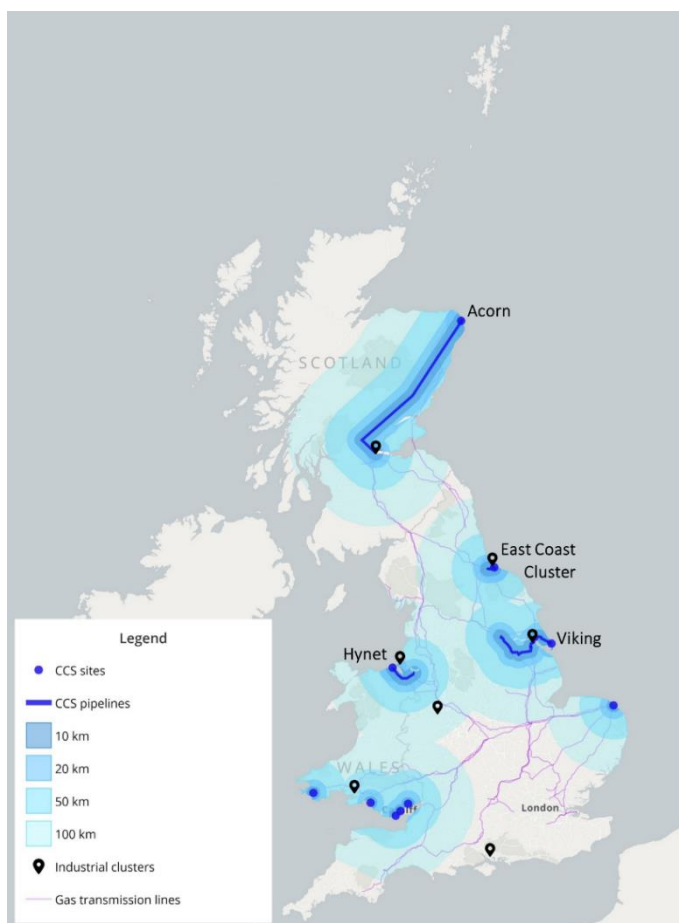 Acorn
SCOTLAND
East Coast
Cluster
Viking
Hynet
WALES
London
Legend
CCS sites
CCS pipelines
10 km
20 km
50 km
100 km
Industrial clusters
Gas transmission lines